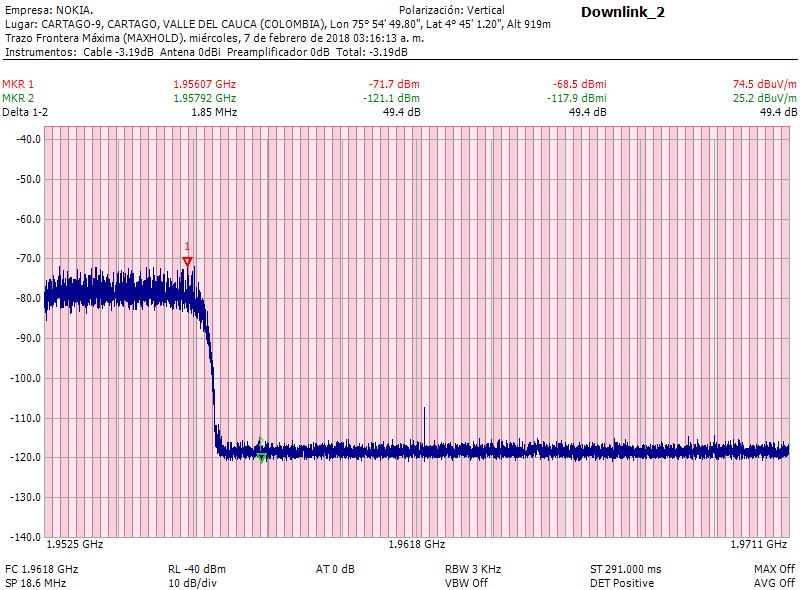 Empresa: NOKIA. Polarización: Vertical Downlink_2
Lugar: CARTAGO-9, CARTAGO, VALLE DEL CAUCA (COLOMBIA), Lon 75º 54' 49.80", Lat 4º 45' 1.20", Alt 919m
Trazo Frontera Máxima (MAXHOLD). miércoles, 7 de febrero de 2018 03:16:13 a. m.
Instrumentos: Cable -3.19dB Antena 0dBi Preamplificador 0dB Total: -3.19dB
MKR 1 1.95607 GHz -71.7 dBm -68.5 dBmi 74.5 dBuV/m
MKR 2 1.95792 GHz -121.1 dBm -117.9 dBmi 25.2 dBuV/m
Delta 1-2 1.85 MHz 49.4 dB 49.4 dB 49.4 dB
-40.0
-50.0
-60.0
1
-70.0
-80.0
-90.0
-100.0
-110.0
2
-120.0
-130.0
-140.0
1.9525 GHz 1.9618 GHz 1.9711 GHz
FC 1.9618 GHz RL -40 dBm AT 0 dB RBW 3 KHz ST 291.000 ms MAX Off
SP 18.6 MHz 10 dB/div VBW Off DET Positive AVG Off